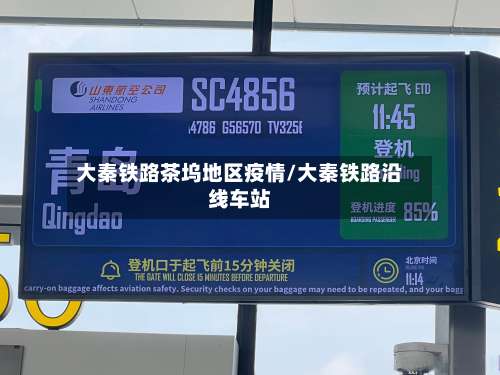 山東航空公司
SHANDONG
AIRLINES
SC4856
4786 G5657D TV325
预计起飞 ETD
11:45
登机
登机进度 85%
BOARDING PASSENGER
青岛
Qingdao
大秦铁路茶坞地区疫情/大秦铁路沿
线车站
登机口于起飞前15分钟关闭
THE GATE WILL CLOSE 15 MINUTES BEFORE DEPARTURE
北京时间
11:14
carry-on baggage affects aviation safety. Security checks on your baggage may need to be repeated, and your bags